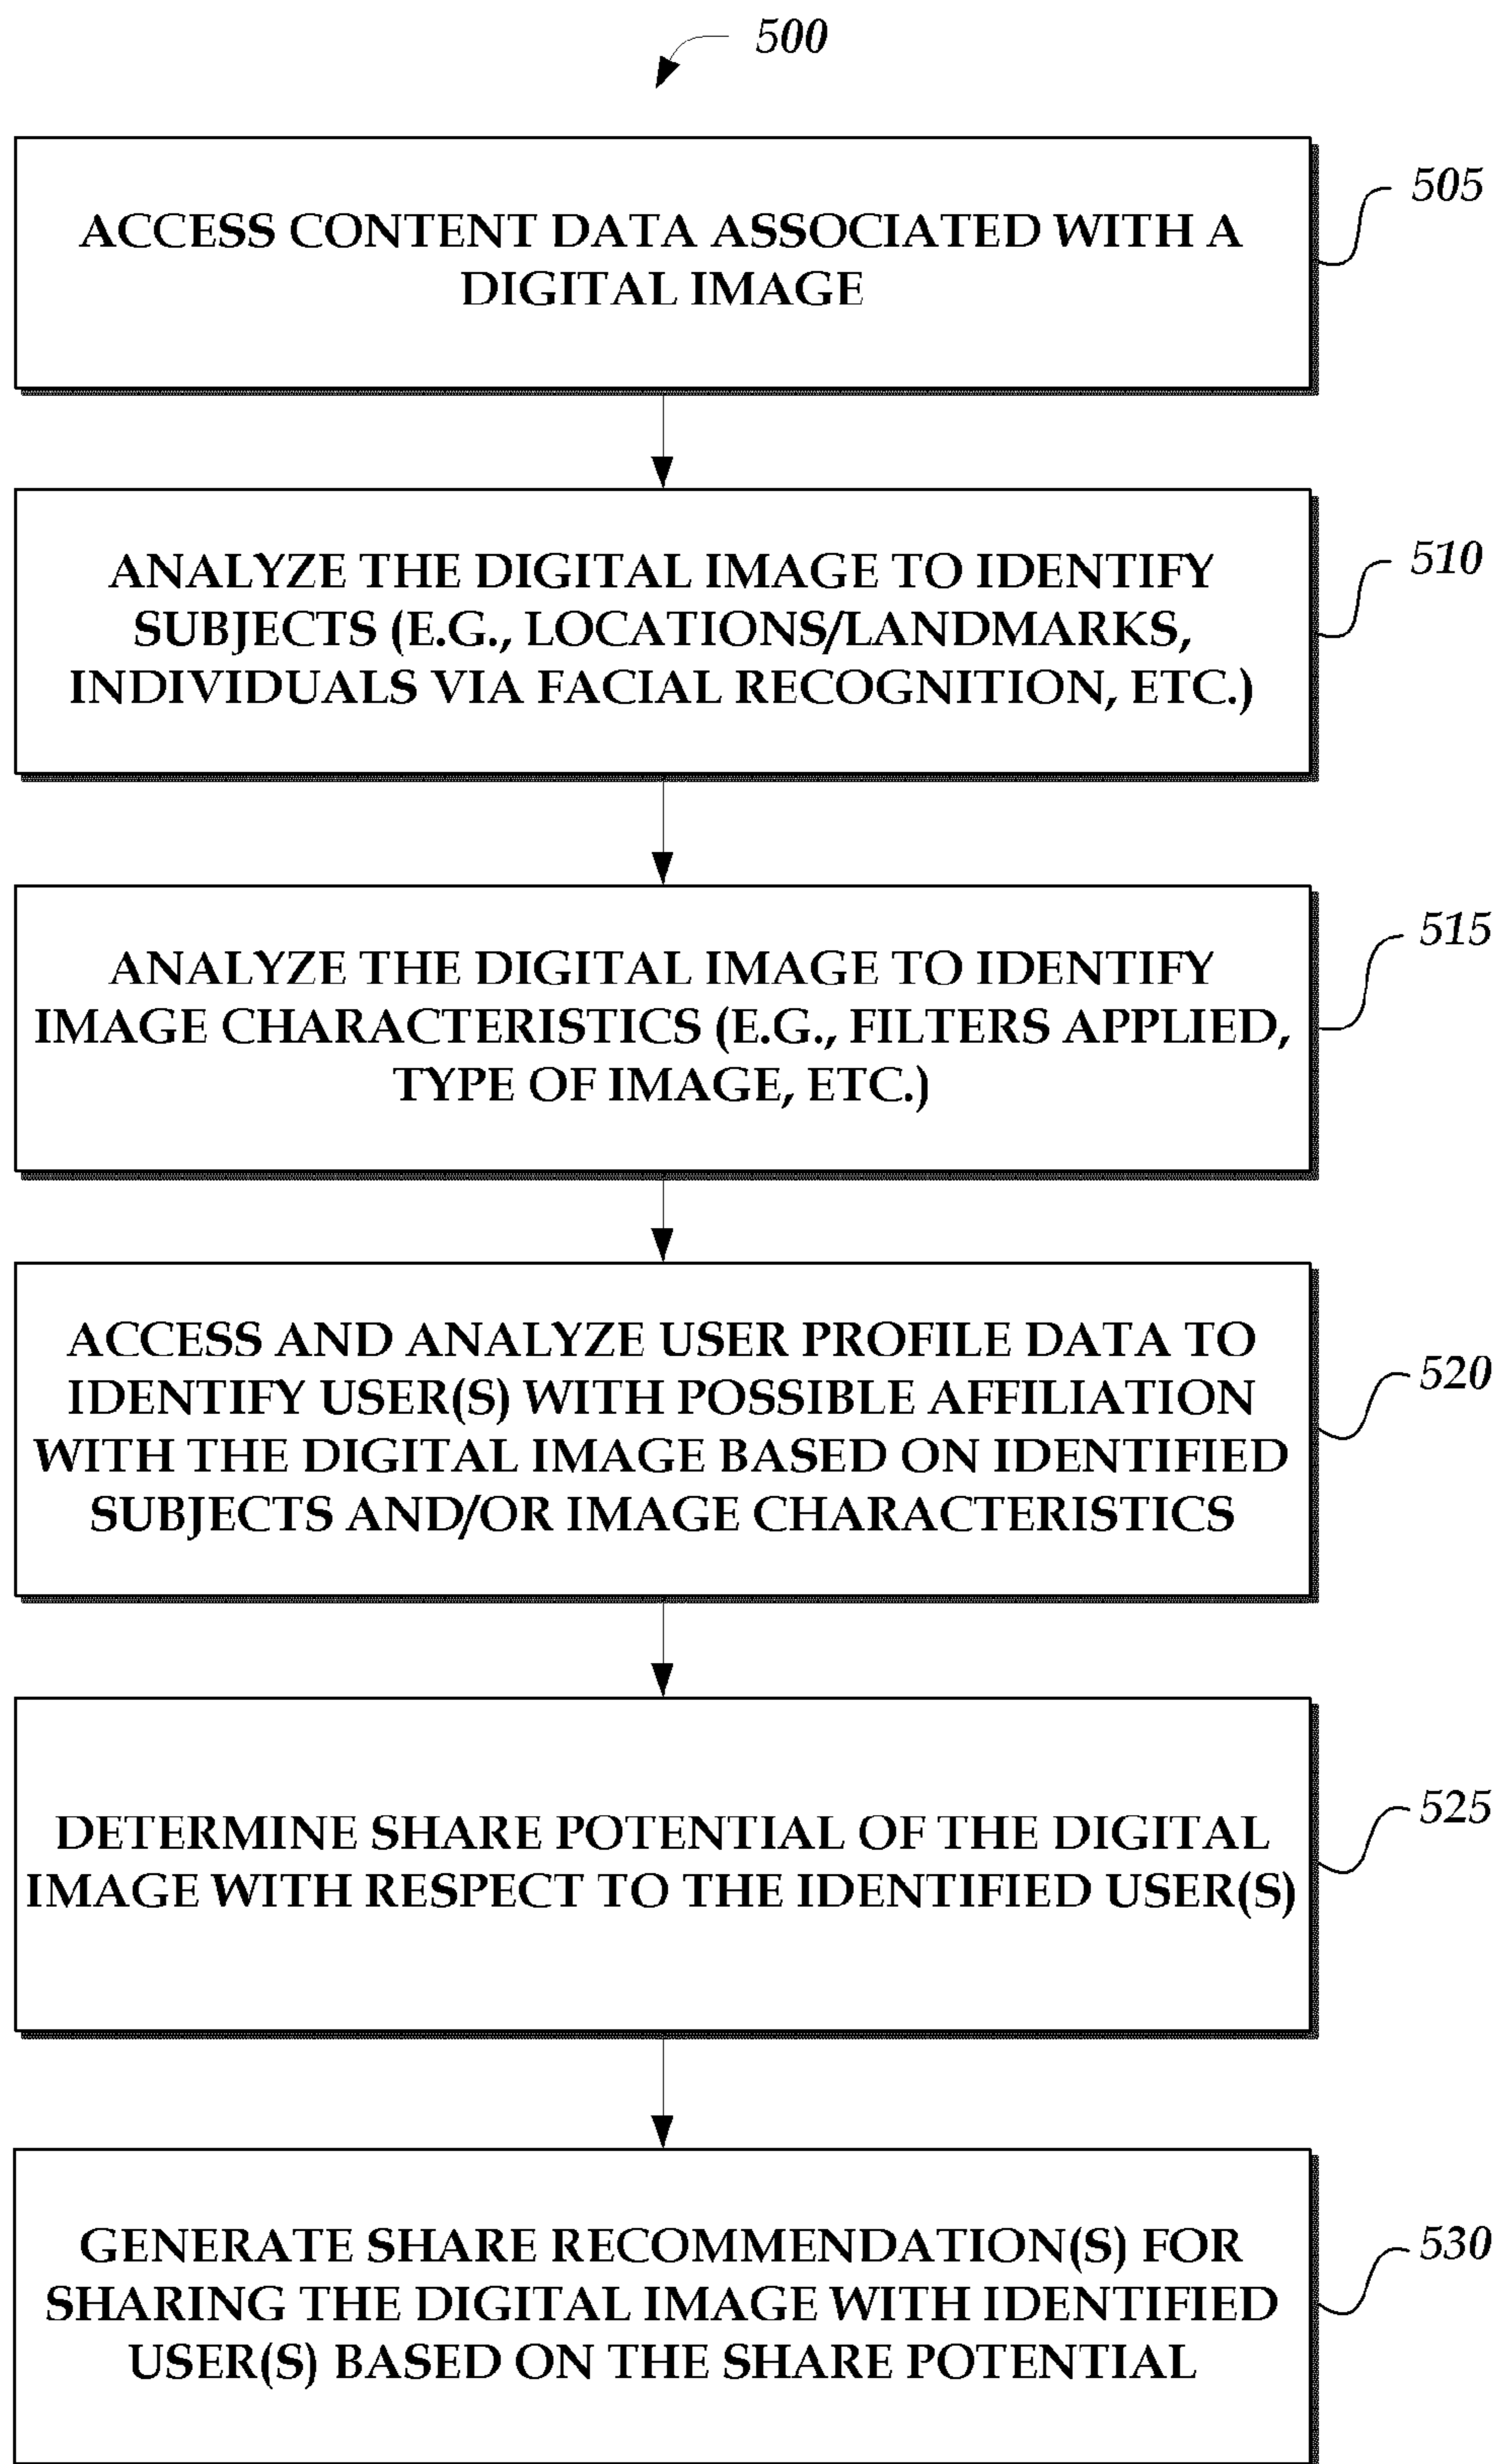 500
ACCESS CONTENT DATA ASSOCIATED WITH A
DIGITAL IMAGE
505
ANALYZE THE DIGITAL IMAGE TO IDENTIFY
SUBJECTS (E.G., LOCATIONS/LANDMARKS,
INDIVIDUALS VIA FACIAL RECOGNITION, ETC.)
510
ANALYZE THE DIGITAL IMAGE TO IDENTIFY
IMAGE CHARACTERISTICS (E.G., FILTERS APPLIED,
TYPE OF IMAGE, ETC.)
515
ACCESS AND ANALYZE USER PROFILE DATA TO
IDENTIFY USER(S) WITH POSSIBLE AFFILIATION
WITH THE DIGITAL IMAGE BASED ON IDENTIFIED
SUBJECTS AND/OR IMAGE CHARACTERISTICS
520
DETERMINE SHARE POTENTIAL OF THE DIGITAL
IMAGE WITH RESPECT TO THE IDENTIFIED USER(S)
525
GENERATE SHARE RECOMMENDATION(S) FOR
SHARING THE DIGITAL IMAGE WITH IDENTIFIED
USER(S) BASED ON THE SHARE POTENTIAL
530